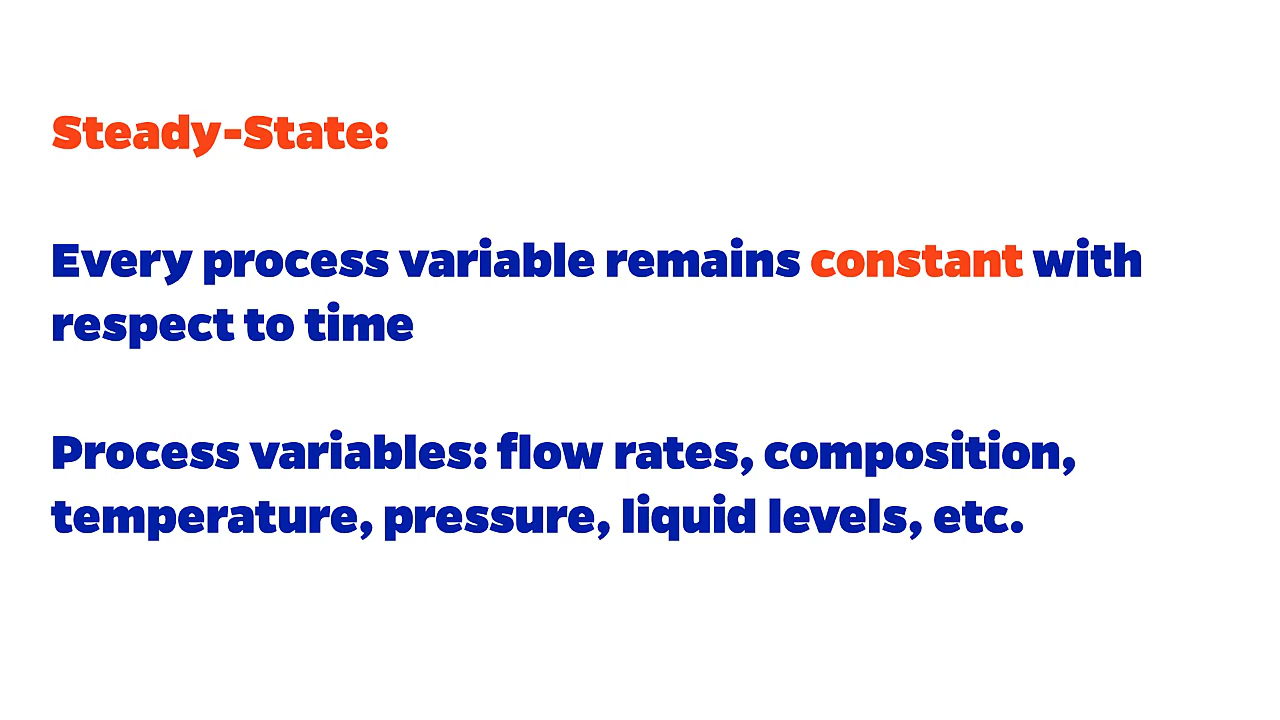 Steady-State:
Every process variable remains constant with
respect to time
Process variables: flow rates, composition,
temperature, pressure, liquid levels, etc.